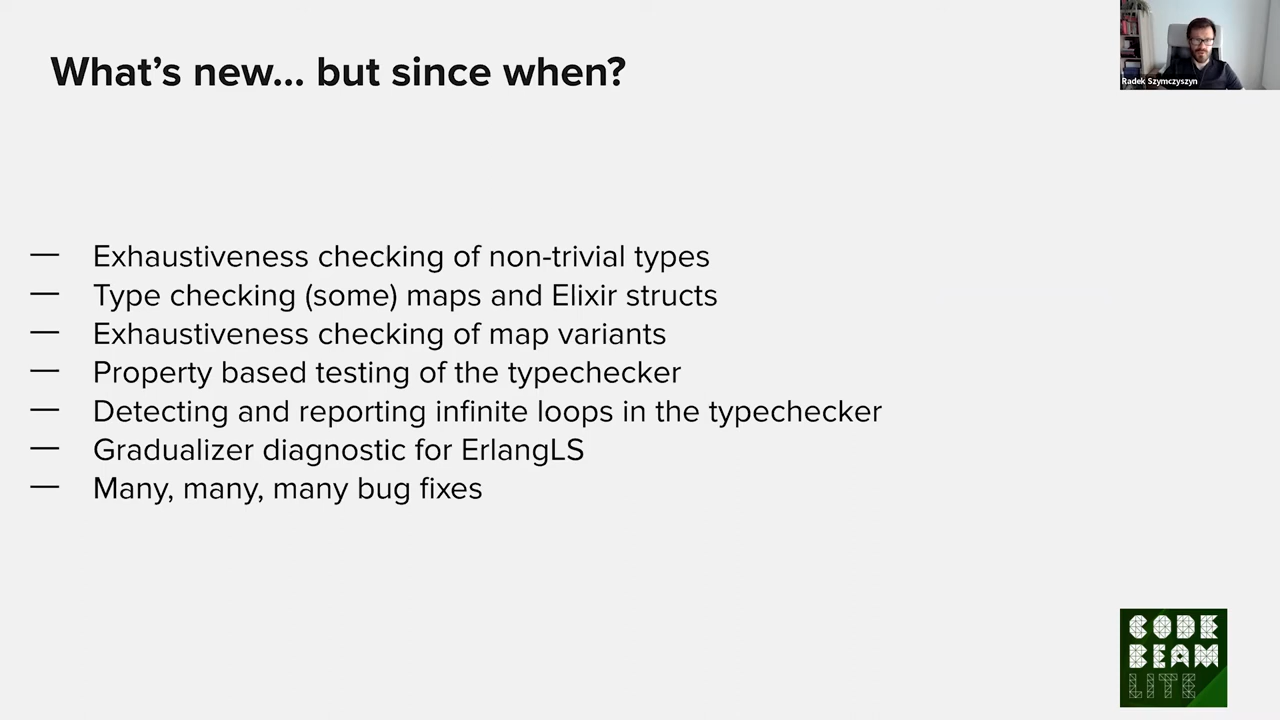 What's new... but since when?
Radek Szymczyszyn
— Exhaustiveness checking of non-trivial types
— Type checking (some) maps and Elixir structs
— Exhaustiveness checking of map variants
— Property based testing of the typechecker
— Detecting and reporting infinite loops in the typechecker
— Gradualizer diagnostic for ErlangLS
— Many, many, many bug fixes
CODE
BEAM
LITE